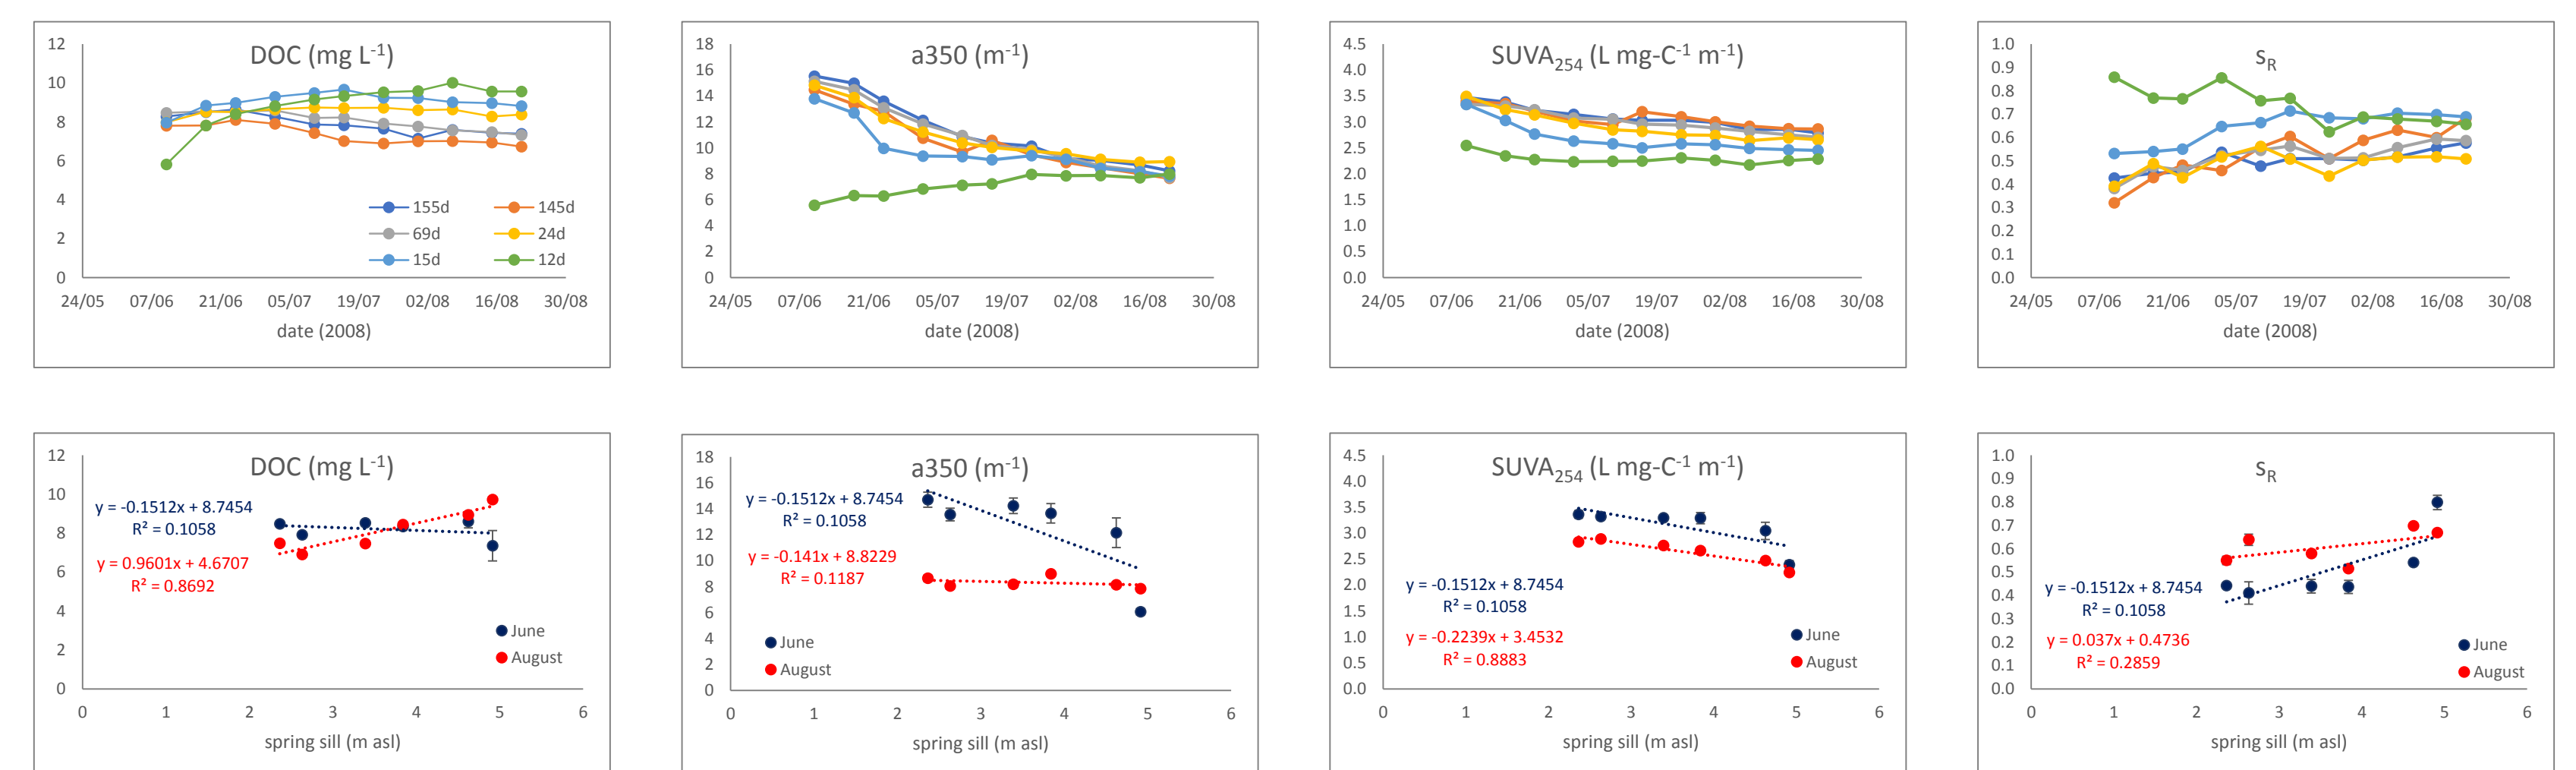 DOC (mg L⁻¹)
12
10
8
6
4
2
0
155d 145d
69d 24d
15d 12d
24/05 07/06 21/06 05/07 19/07 02/08 16/08 30/08
date (2008)
a350 (m⁻¹)
18
16
14
12
10
8
6
4
2
0
24/05 07/06 21/06 05/07 19/07 02/08 16/08 30/08
date (2008)
SUVA₂₅₄ (L mg-C⁻¹ m⁻¹)
4.5
4.0
3.5
3.0
2.5
2.0
1.5
1.0
0.5
0.0
24/05 07/06 21/06 05/07 19/07 02/08 16/08 30/08
date (2008)
s_R
1.0
0.9
0.8
0.7
0.6
0.5
0.4
0.3
0.2
0.1
0.0
24/05 07/06 21/06 05/07 19/07 02/08 16/08 30/08
date (2008)
DOC (mg L⁻¹)
12
10
8
6
4
2
0
y = -0.1512x + 8.7454
R² = 0.1058
y = 0.9601x + 4.6707
R² = 0.8692
June
August
0 1 2 3 4 5 6
spring sill (m asl)
a350 (m⁻¹)
18
16
14
12
10
8
6
4
2
0
y = -0.1512x + 8.7454
R² = 0.1058
y = -0.141x + 8.8229
R² = 0.1187
June
August
0 1 2 3 4 5 6
spring sill (m asl)
SUVA₂₅₄ (L mg-C⁻¹ m⁻¹)
4.5
4.0
3.5
3.0
2.5
2.0
1.5
1.0
0.5
0.0
y = -0.1512x + 8.7454
R² = 0.1058
y = -0.2239x + 3.4532
R² = 0.8883
June
August
0 1 2 3 4 5 6
spring sill (m asl)
s_R
1.0
0.9
0.8
0.7
0.6
0.5
0.4
0.3
0.2
0.1
0.0
y = -0.1512x + 8.7454
R² = 0.1058
y = 0.037x + 0.4736
R² = 0.2859
June
August
0 1 2 3 4 5 6
spring sill (m asl)